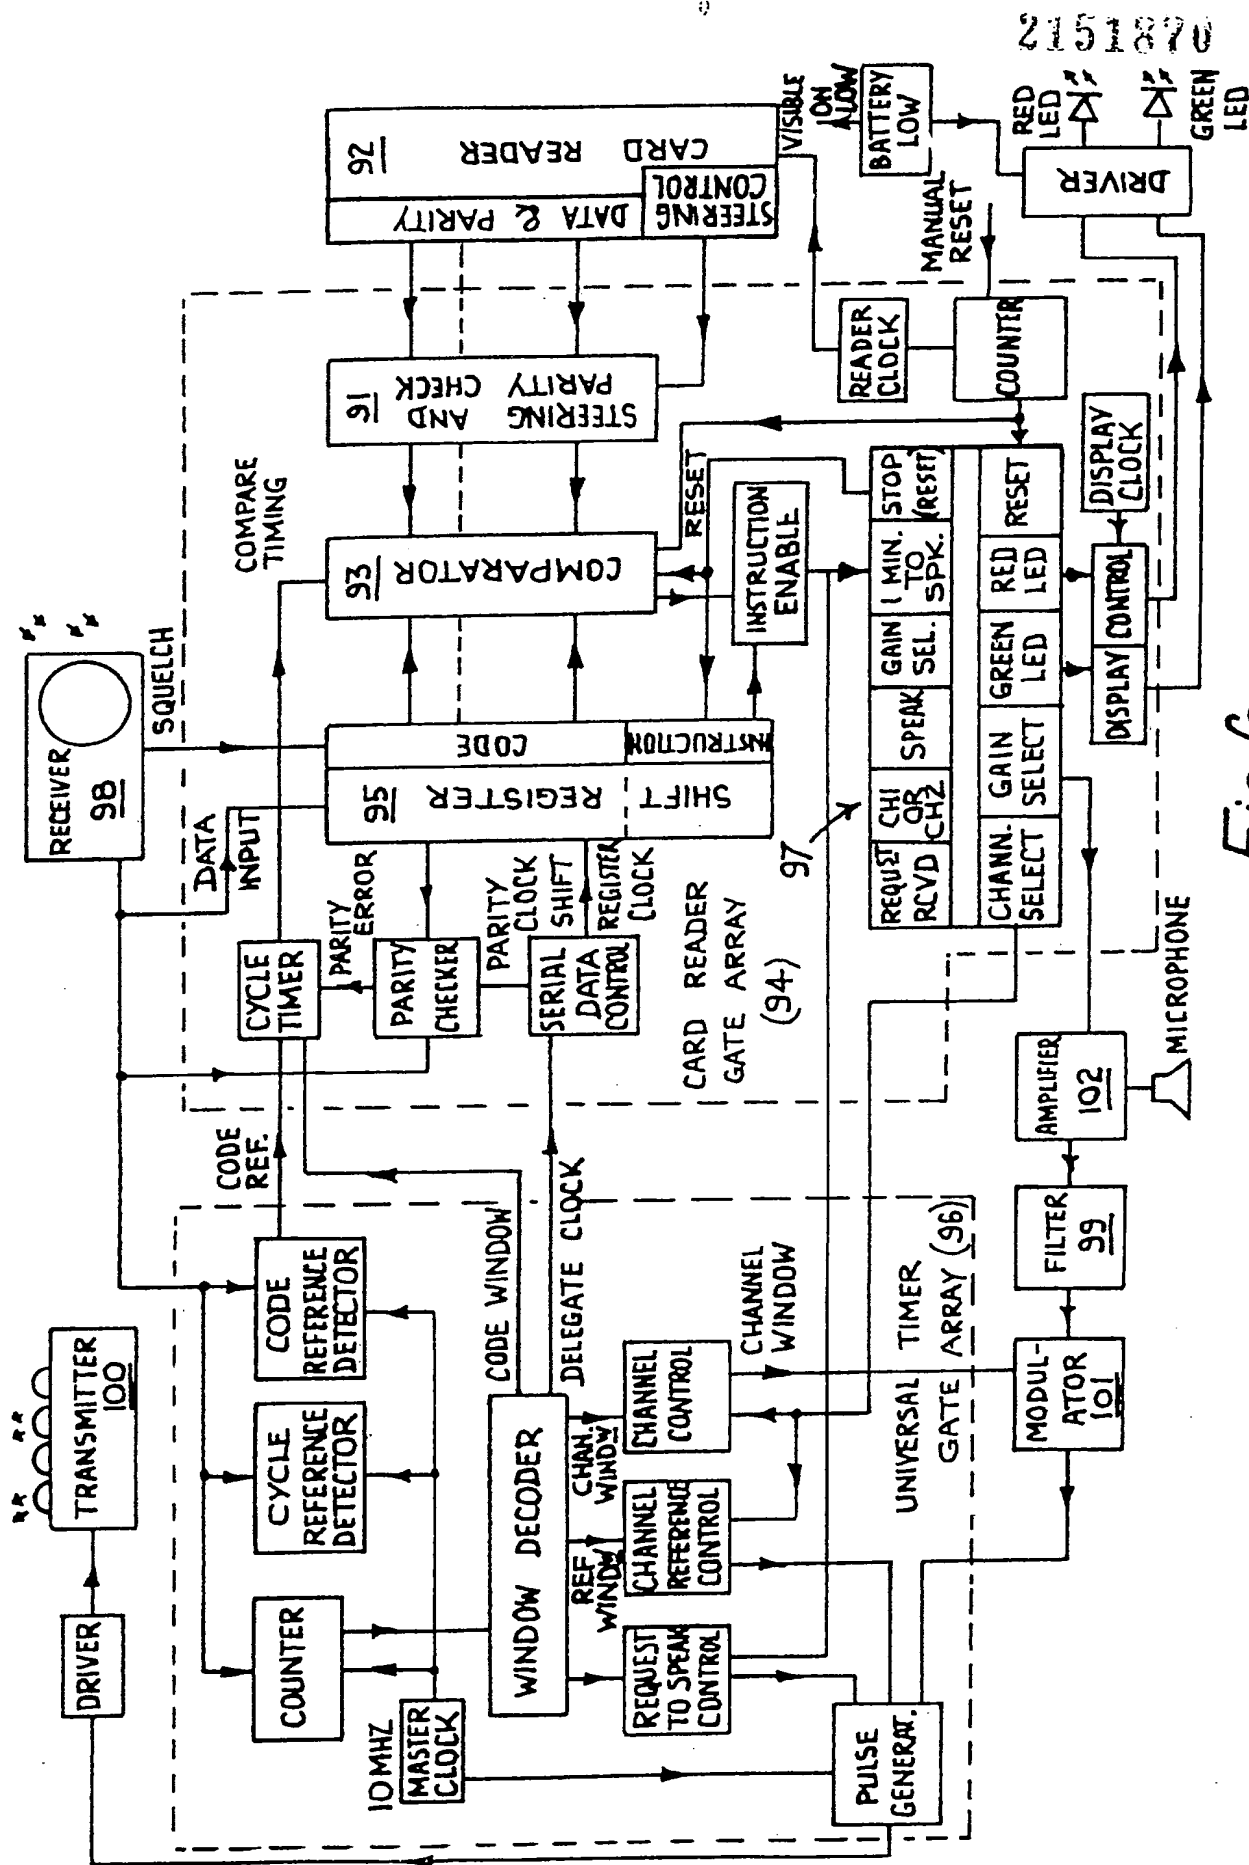 2151870
DRIVER
TRANSMITTER
100
RECEIVER
98
SQUELCH
DATA
INPUT
COUNTER
CYCLE
REFERENCE
DETECTOR
CODE
REFERENCE
DETECTOR
CODE
REF.
CYCLE
TIMER
COMPARE
TIMING
10MHZ
MASTER
CLOCK
WINDOW DECODER
CODE WINDOW
DELEGATE CLOCK
PARITY
ERROR
PARITY
CHECKER
PARITY
CLOCK
SERIAL
DATA
CONTROL
SHIFT
REGISTER
CLOCK
95
SHIFT REGISTER
CODE
INSTRUCTION
93
COMPARATOR
91
STEERING AND
PARITY CHECK
92
CARD READER
DATA & PARITY
STEERING
CONTROL
REF.
WINDW
CHAN.
WINDOW
REQUEST
TO SPEAK
CONTROL
CHANNEL
REFERENCE
CONTROL
CHANNEL
CONTROL
CHANNEL
WINDOW
CARD READER
GATE ARRAY
(94)
INSTRUCTION
ENABLE
RESET
VISIBLE
ON
LOW
BATTERY
LOW
READER
CLOCK
MANUAL
RESET
COUNTER
97
REQUST
RCVD
CH1
OR
CH2
SPEAK
GAIN
SEL.
1 MIN.
TO
SPK.
STOP
(RESET)
CHANN.
SELECT
GAIN
SELECT
GREEN
LED
RED
LED
RESET
DISPLAY
CONTROL
DISPLAY
CLOCK
DRIVER
RED
LED
GREEN
LED
PULSE
GENERAT.
UNIVERSAL TIMER
GATE ARRAY (96)
MODUL-
ATOR
101
FILTER
99
AMPLIFIER
102
MICROPHONE